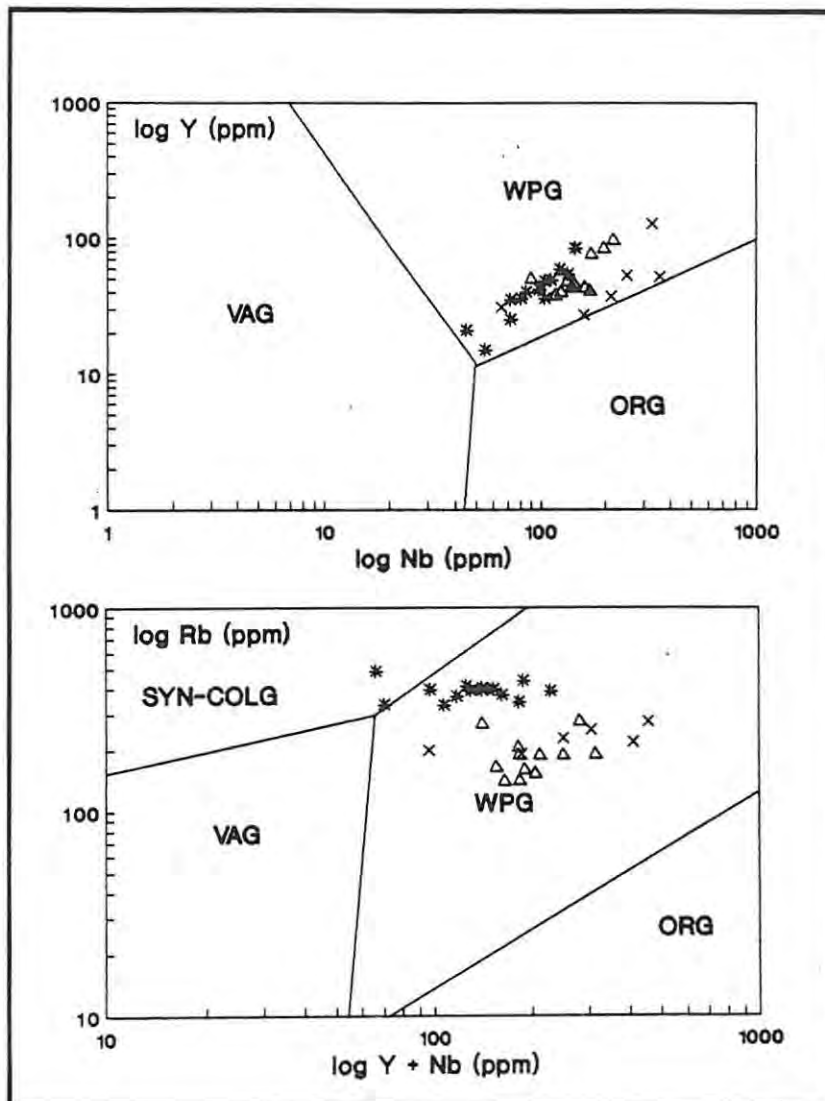 1000
log Y (ppm)
WPG
100
VAG
10
ORG
1
1 10 100 1000
log Nb (ppm)
1000
log Rb (ppm)
SYN-COLG
100
WPG
VAG
ORG
10
10 100 1000
log Y + Nb (ppm)